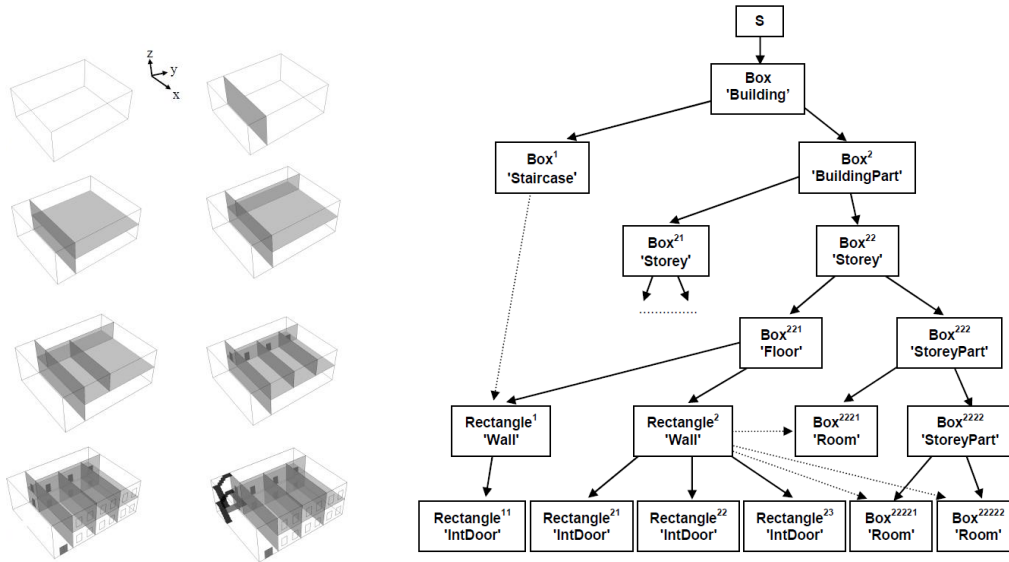 z
y
x
S
Box
'Building'
Box¹
'Staircase'
Box²
'BuildingPart'
Box²¹
'Storey'
Box²²
'Storey'
Box²²¹
'Floor'
Box²²²
'StoreyPart'
Rectangle¹
'Wall'
Rectangle²
'Wall'
Box²²²¹
'Room'
Box²²²²
'StoreyPart'
Rectangle¹¹
'IntDoor'
Rectangle²¹
'IntDoor'
Rectangle²²
'IntDoor'
Rectangle²³
'IntDoor'
Box²²²²¹
'Room'
Box²²²²²
'Room'